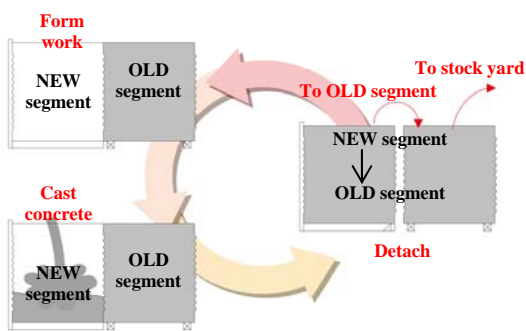 Form
work
NEW
segment
OLD
segment
To stock yard
To OLD segment
NEW segment
OLD segment
Detach
Cast
concrete
NEW
segment
OLD
segment